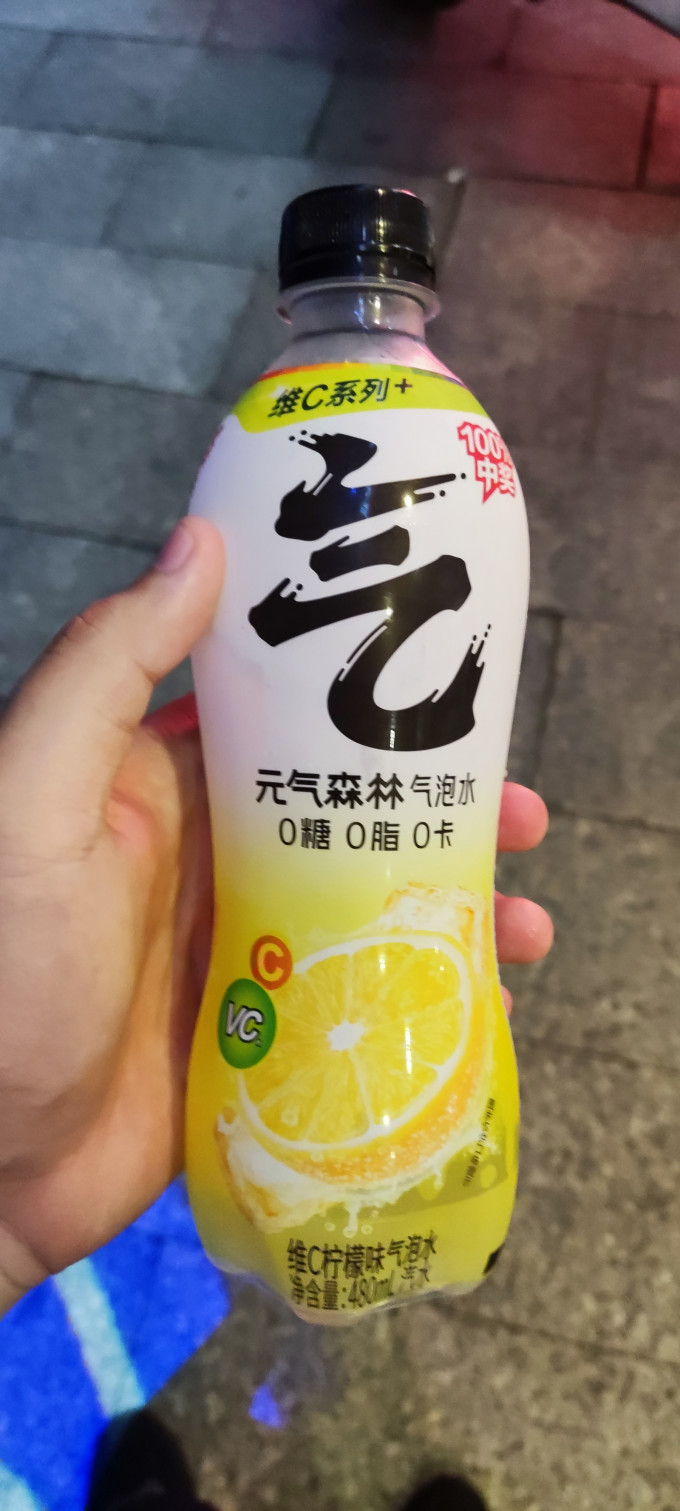 维C系列+
100%
中奖
气
元气森林 气泡水
0糖 0脂 0卡
C
VC
维C柠檬味气泡水
净含量:480mL 汽水